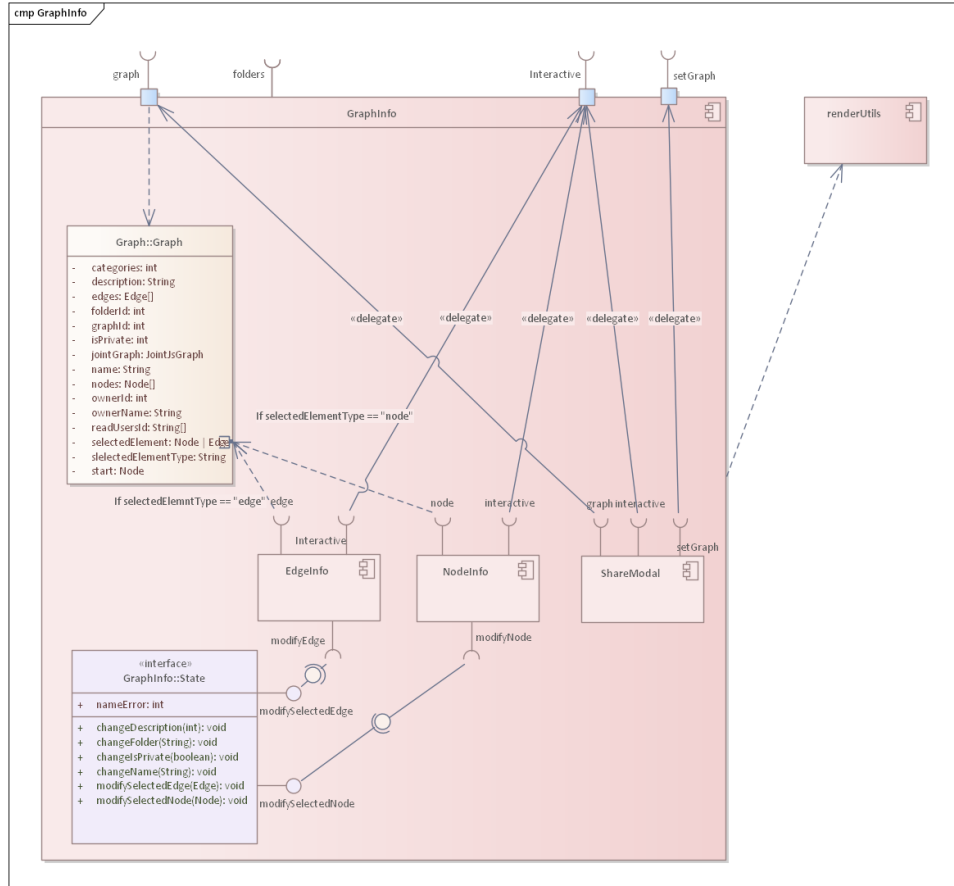 cmp GraphInfo
graph
folders
Interactive
setGraph
GraphInfo
renderUtils
Graph::Graph
- categories: int
- description: String
- edges: Edge[]
- folderId: int
- graphId: int
- isPrivate: int
- jointGraph: JointJsGraph
- name: String
- nodes: Node[]
- ownerId: int
- ownerName: String
- readUsersId: String[]
- selectedElement: Node | Edge
- slelectedElementType: String
- start: Node
«delegate»
«delegate»
«delegate»
«delegate»
«delegate»
If selectedElementType == "node"
If selectedElemntType == "edge"
edge
Interactive
node
interactive
graph
interactive
setGraph
EdgeInfo
NodeInfo
ShareModal
modifyEdge
modifyNode
«interface»
GraphInfo::State
+ nameError: int
+ changeDescription(int): void
+ changeFolder(String): void
+ changeIsPrivate(boolean): void
+ changeName(String): void
+ modifySelectedEdge(Edge): void
+ modifySelectedNode(Node): void
modifySelectedEdge
modifySelectedNode